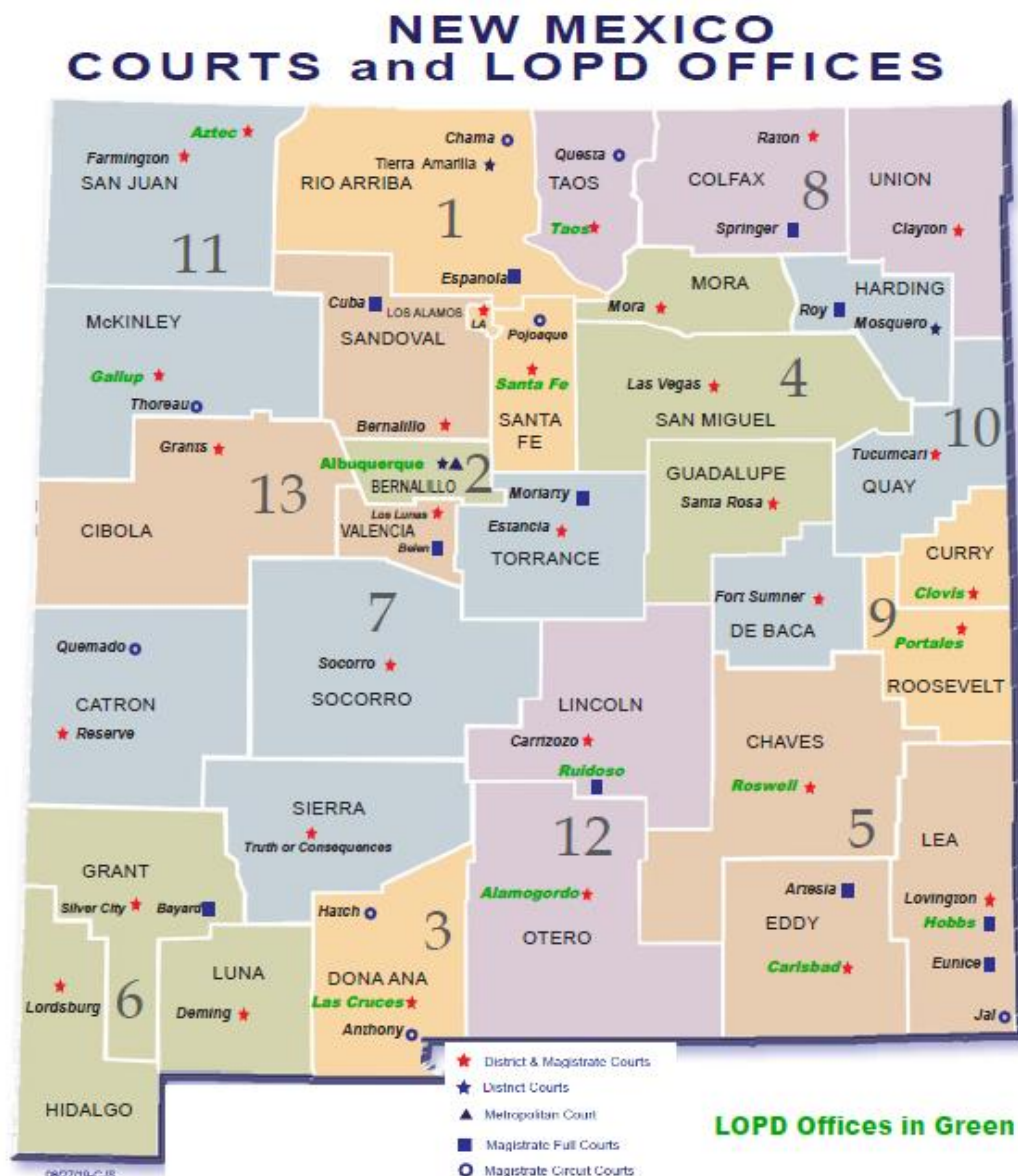 NEW MEXICO
COURTS and LOPD OFFICES
Aztec
Farmington
SAN JUAN
11
Chama
Tierra Amarilla
RIO ARRIBA
1
Espanola
Questa
TAOS
Taos
Raton
COLFAX
8
Springer
UNION
Clayton
McKINLEY
Gallup
Thoreau
Cuba
LOS ALAMOS
LA
SANDOVAL
Bernalillo
Pojoaque
Santa Fe
SANTA
FE
MORA
Mora
HARDING
Roy
Mosquero
Las Vegas
4
SAN MIGUEL
10
Tucumcari
QUAY
Grants
13
CIBOLA
Albuquerque
2
BERNALILLO
Los Lunas
VALENCIA
Belen
Moriarty
Estancia
TORRANCE
GUADALUPE
Santa Rosa
CURRY
Clovis
9
Portales
ROOSEVELT
Fort Sumner
DE BACA
7
Socorro
SOCORRO
Quemado
CATRON
Reserve
LINCOLN
Carrizozo
Ruidoso
CHAVES
Roswell
5
SIERRA
Truth or Consequences
12
Alamogordo
OTERO
LEA
Lovington
Hobbs
Eunice
Jal
Artesia
EDDY
Carlsbad
GRANT
Silver City
Bayard
6
Lordsburg
HIDALGO
LUNA
Deming
Hatch
3
DONA ANA
Las Cruces
Anthony
District & Magistrate Courts
District Courts
Metropolitan Court
Magistrate Full Courts
Magistrate Circuit Courts
LOPD Offices in Green